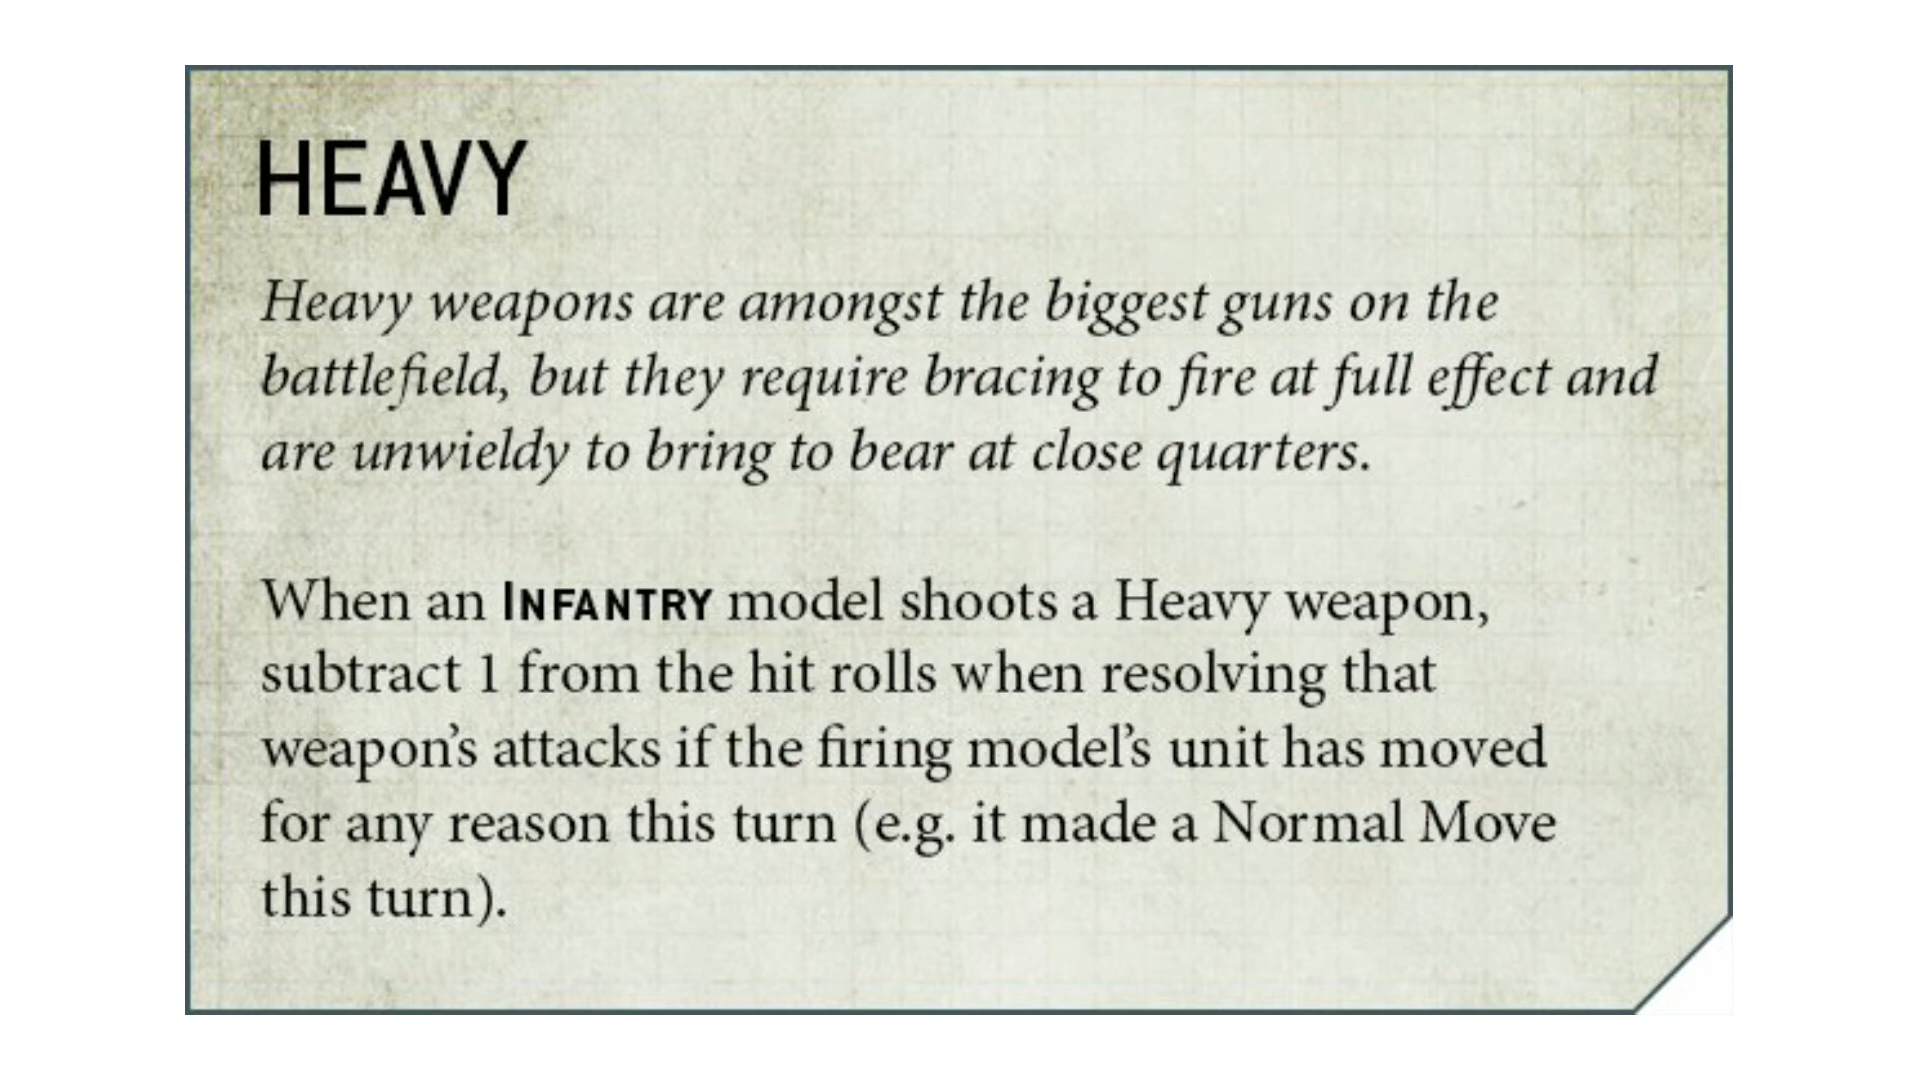 HEAVY
Heavy weapons are amongst the biggest guns on the
battlefield, but they require bracing to fire at full effect and
are unwieldy to bring to bear at close quarters.
When an INFANTRY model shoots a Heavy weapon,
subtract 1 from the hit rolls when resolving that
weapon’s attacks if the firing model’s unit has moved
for any reason this turn (e.g. it made a Normal Move
this turn).